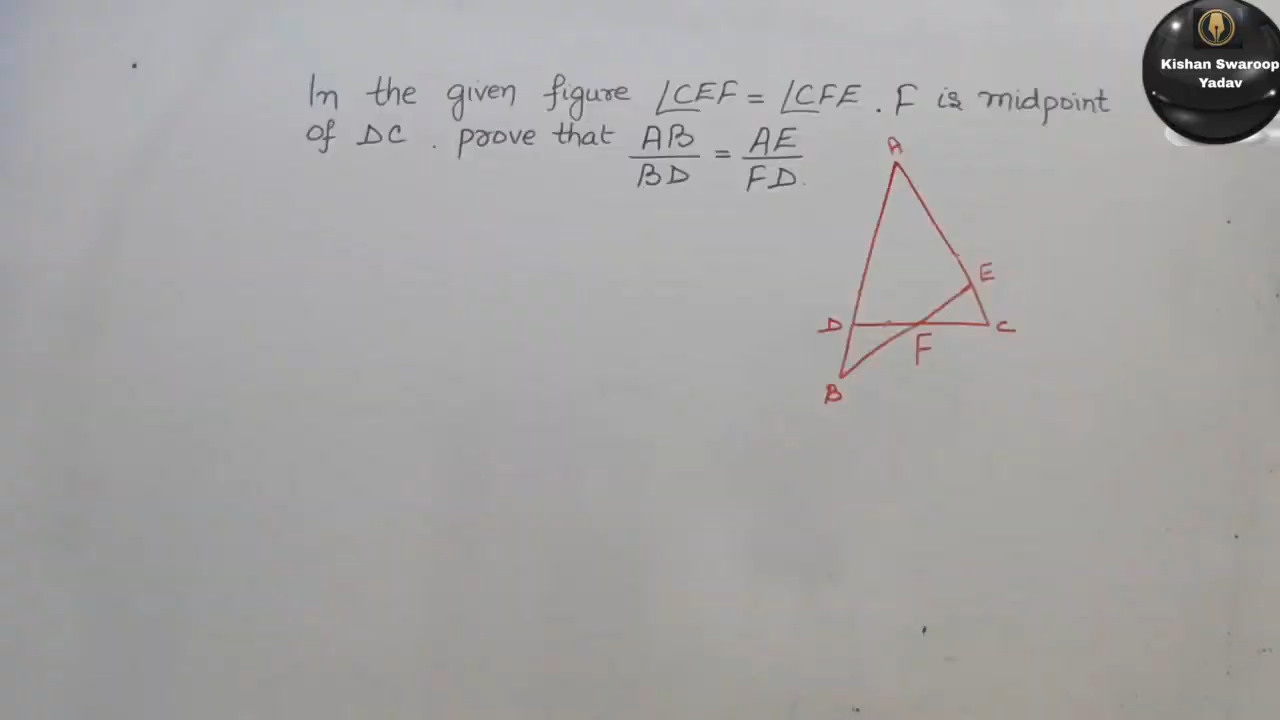 Kishan Swaroop
Yadav
In the given figure ∠CEF = ∠CFE . F is midpoint
of DC . prove that AB/BD = AE/FD.
A
E
D
F
C
B